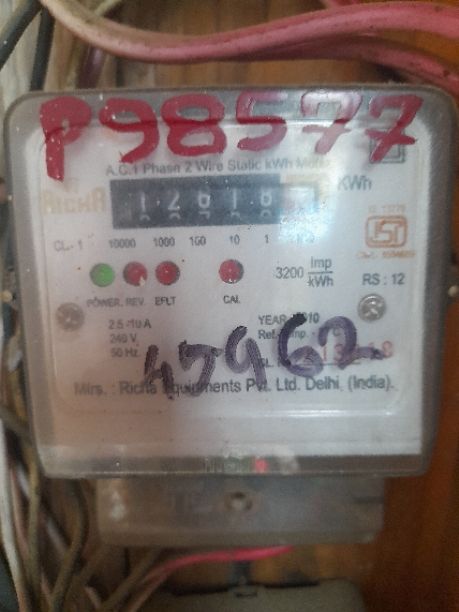 P98577
A.C.1 Phase 2 Wire Static kWh Meter
RICHA
KWh
CL.- 1 10000 1000 100 10 1
3200 Imp/kWh
RS : 12
POWER. REV. EFLT CAL
2.5 -10 A
240 V
50 Hz.
YEAR
47962
Mfrs. : Richa Equipments Pvt. Ltd. Delhi. (India).